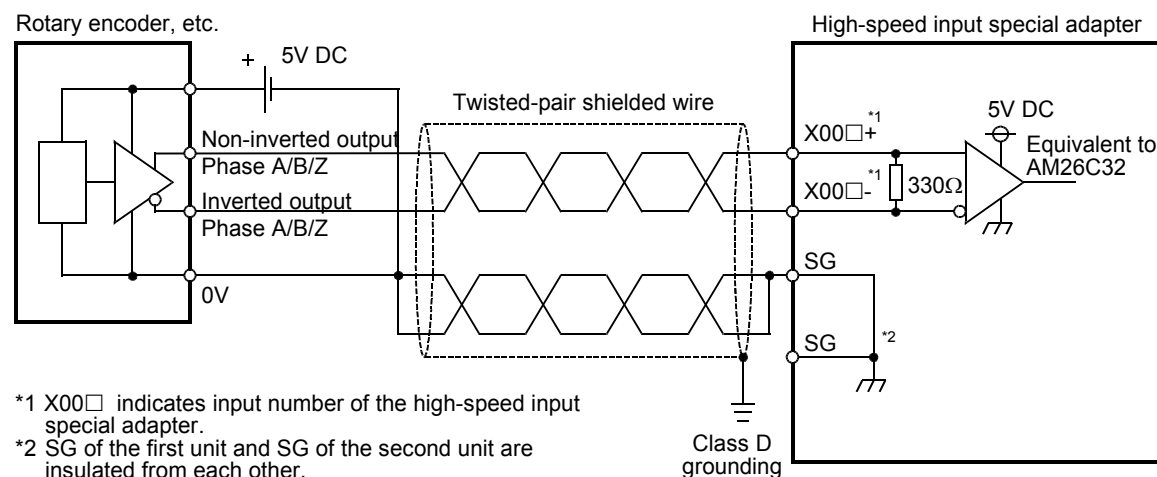 Rotary encoder, etc.
High-speed input special adapter
+ 5V DC
Twisted-pair shielded wire
5V DC
Non-inverted output
Phase A/B/Z
X00□+*1
Equivalent to
AM26C32
Inverted output
Phase A/B/Z
X00□-*1
330Ω
0V
SG
SG
*2
*1 X00□ indicates input number of the high-speed input
special adapter.
*2 SG of the first unit and SG of the second unit are
insulated from each other.
Class D
grounding